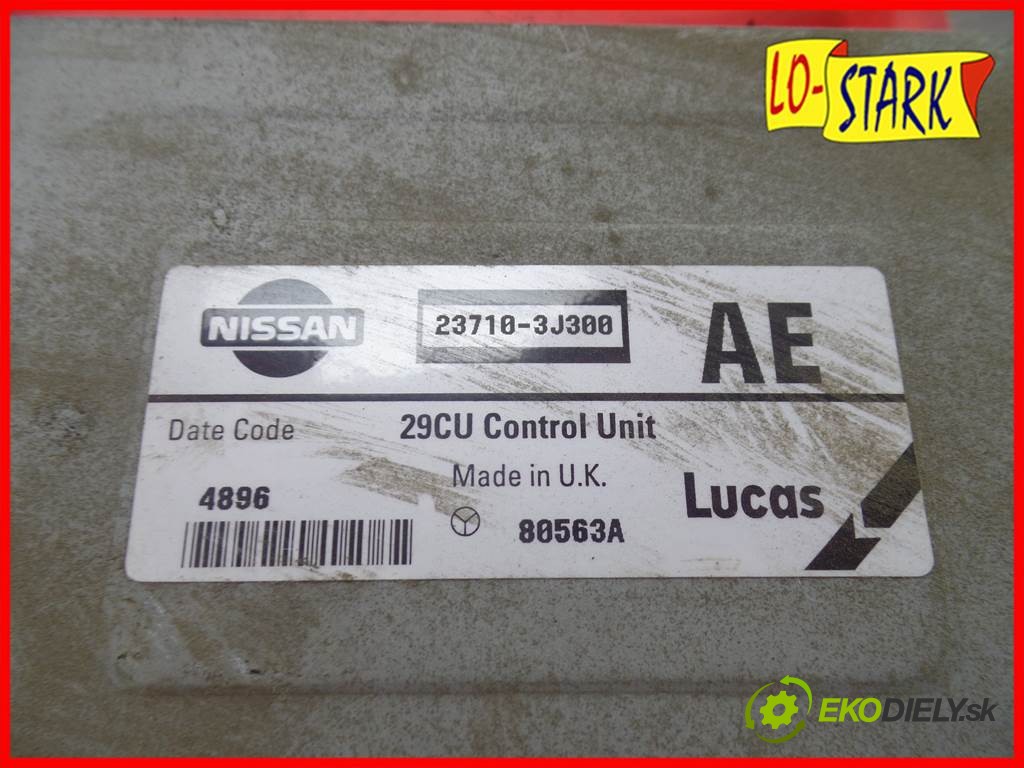 LO-STARK
NISSAN
23710-3J300
AE
Date Code
29CU Control Unit
Made in U.K.
4896
80563A
Lucas
EKODIELY.sk